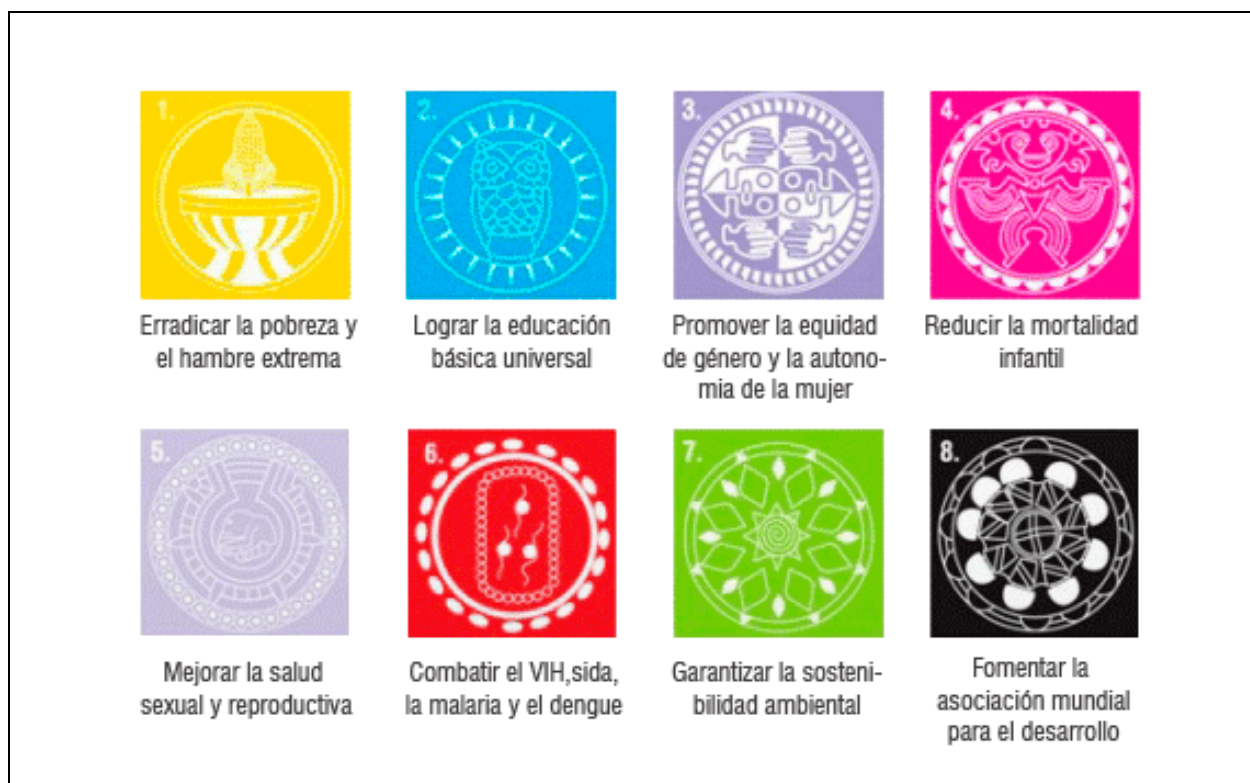 1.
2.
3.
4.
Erradicar la pobreza y
el hambre extrema
Lograr la educación
básica universal
Promover la equidad
de género y la autono-
mia de la mujer
Reducir la mortalidad
infantil
5.
6.
7.
8.
Mejorar la salud
sexual y reproductiva
Combatir el VIH,sida,
la malaria y el dengue
Garantizar la sosteni-
bilidad ambiental
Fomentar la
asociación mundial
para el desarrollo